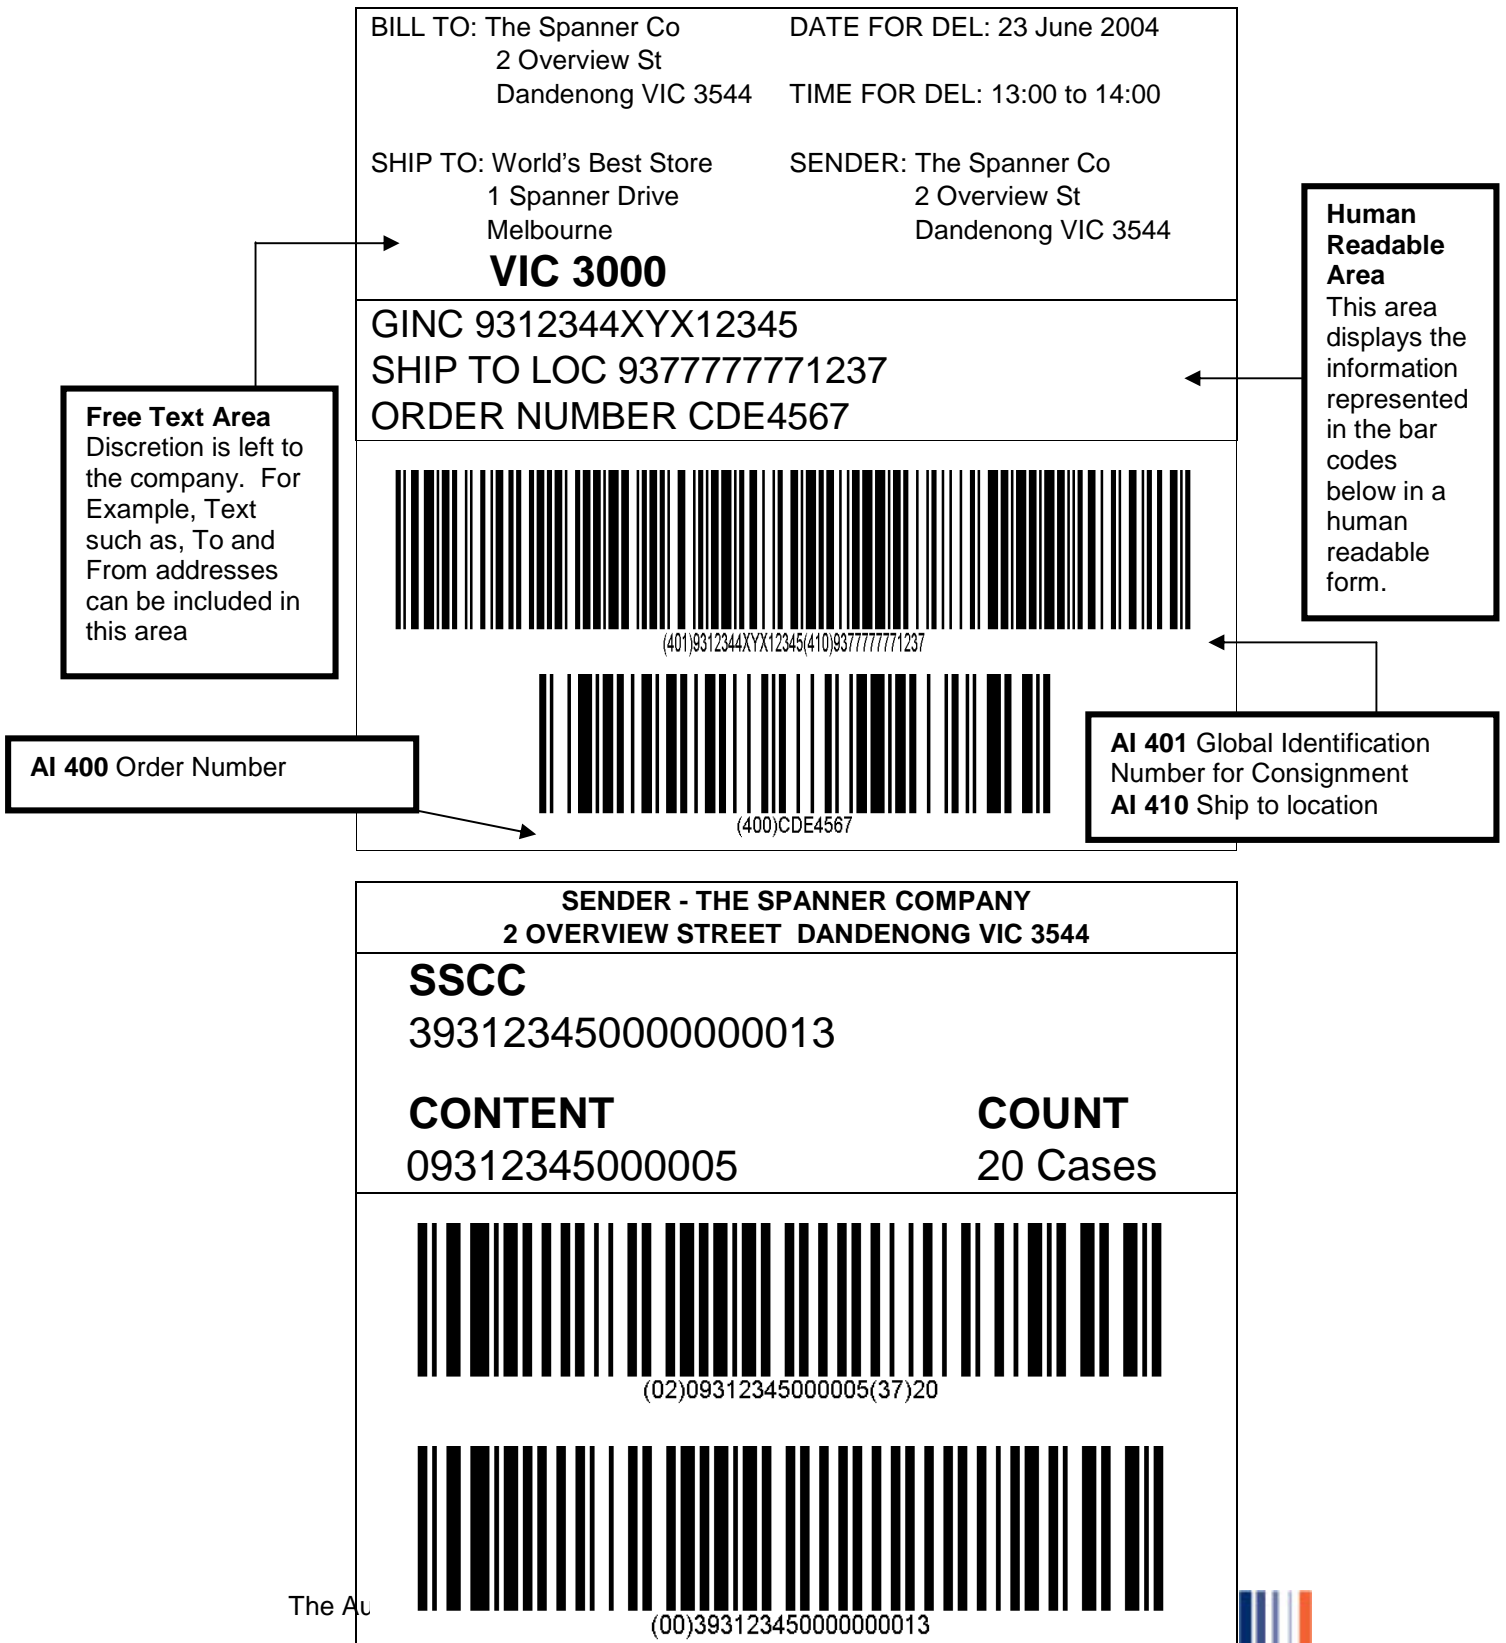 BILL TO: The Spanner Co
2 Overview St
Dandenong VIC 3544
DATE FOR DEL: 23 June 2004
TIME FOR DEL: 13:00 to 14:00
SHIP TO: World's Best Store
1 Spanner Drive
Melbourne
VIC 3000
SENDER: The Spanner Co
2 Overview St
Dandenong VIC 3544
Human
Readable
Area
This area
displays the
information
represented
in the bar
codes
below in a
human
readable
form.
GINC 9312344XYX12345
SHIP TO LOC 9377777771237
ORDER NUMBER CDE4567
Free Text Area
Discretion is left to
the company. For
Example, Text
such as, To and
From addresses
can be included in
this area
(401)9312344XYX12345(410)9377777771237
AI 401 Global Identification
Number for Consignment
AI 410 Ship to location
AI 400 Order Number
(400)CDE4567
SENDER - THE SPANNER COMPANY
2 OVERVIEW STREET DANDENONG VIC 3544
SSCC
393123450000000013
CONTENT
09312345000005
COUNT
20 Cases
(02)09312345000005(37)20
(00)393123450000000013
The Au